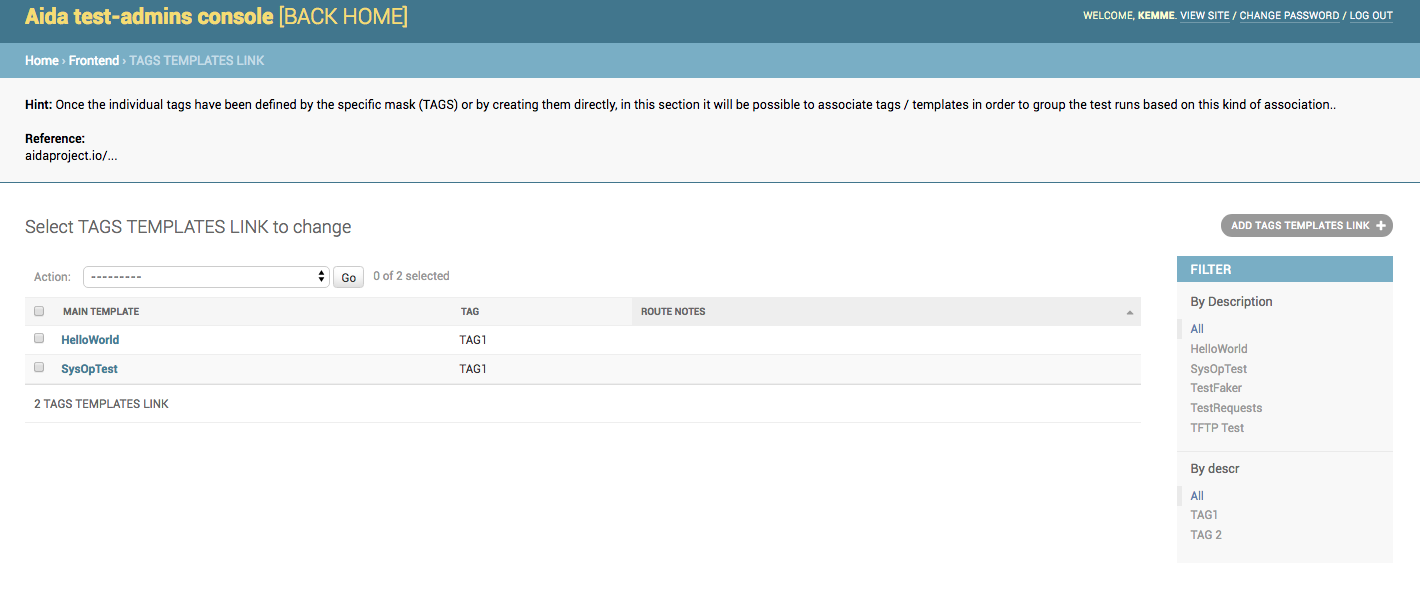 Aida test-admins console [BACK HOME]
WELCOME, KEMME. VIEW SITE / CHANGE PASSWORD / LOG OUT
Home › Frontend › TAGS TEMPLATES LINK
Hint: Once the individual tags have been defined by the specific mask (TAGS) or by creating them directly, in this section it will be possible to associate tags / templates in order to group the test runs based on this kind of association..
Reference:
aidaproject.io/...
Select TAGS TEMPLATES LINK to change
ADD TAGS TEMPLATES LINK +
Action: --------- Go 0 of 2 selected
MAIN TEMPLATE TAG ROUTE NOTES
HelloWorld TAG1
SysOpTest TAG1
2 TAGS TEMPLATES LINK
FILTER
By Description
All
HelloWorld
SysOpTest
TestFaker
TestRequests
TFTP Test
By descr
All
TAG1
TAG 2